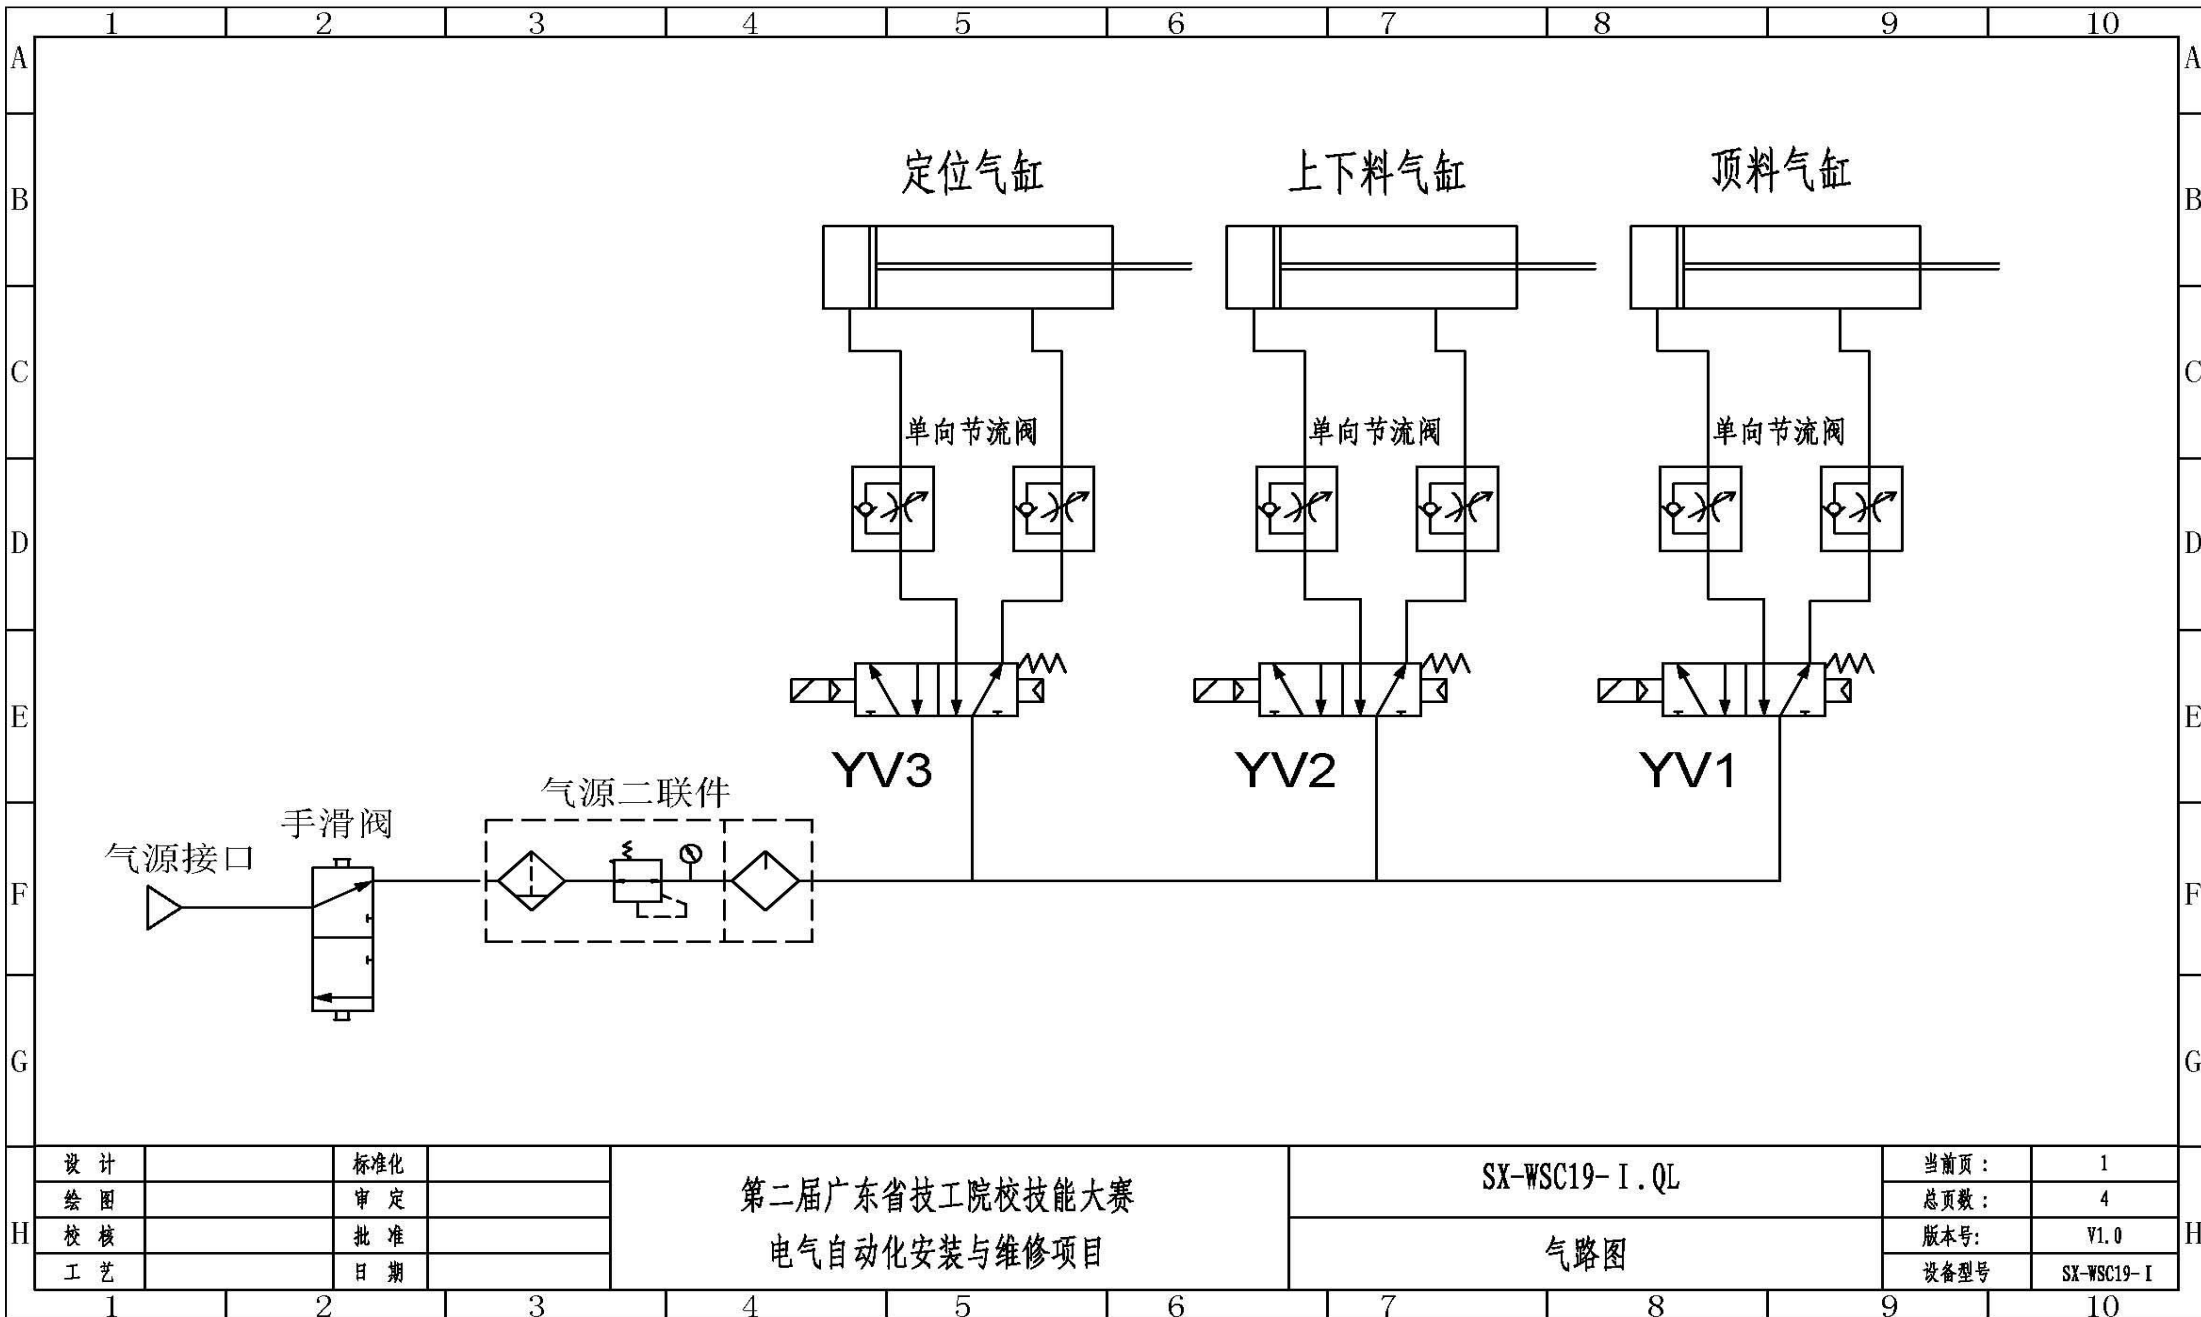 1 2 3 4 5 6 7 8 9 10
A A
定位气缸 上下料气缸 顶料气缸
B B
C C
单向节流阀 单向节流阀 单向节流阀
D D
E E
YV3 YV2 YV1
气源二联件
手滑阀
气源接口
F F
G G
设 计 标准化
绘 图 审 定
校 核 批 准
工 艺 日 期
第二届广东省技工院校技能大赛
电气自动化安装与维修项目
SX-WSC19-I.QL
气路图
当前页: 1
总页数: 4
版本号: V1.0
设备型号 SX-WSC19-I
H H
1 2 3 4 5 6 7 8 9 10